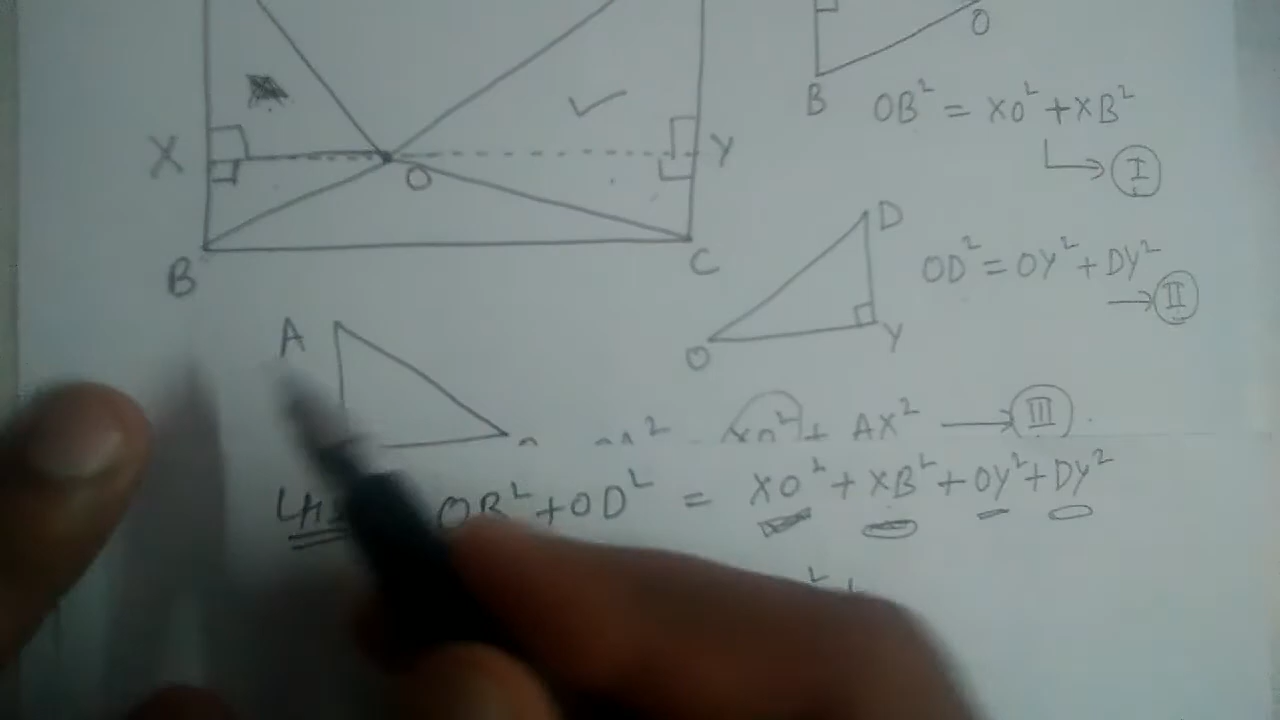 O
B
OB² = XO² + XB²
I
X
Y
O
B
C
D
OD² = OY² + DY²
II
O
Y
A
+ AX² → III
OB² + OD² = XO² + XB² + OY² + DY²